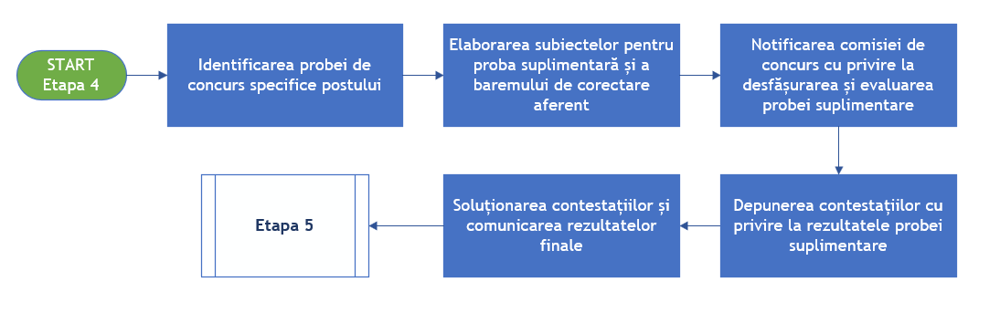 START
Etapa 4
Identificarea probei de
concurs specifice postului
Elaborarea subiectelor pentru
proba suplimentară și a
baremului de corectare
aferent
Notificarea comisiei de
concurs cu privire la
desfășurarea și evaluarea
probei suplimentare
Depunerea contestațiilor cu
privire la rezultatele probei
suplimentare
Soluționarea contestațiilor și
comunicarea rezultatelor
finale
Etapa 5